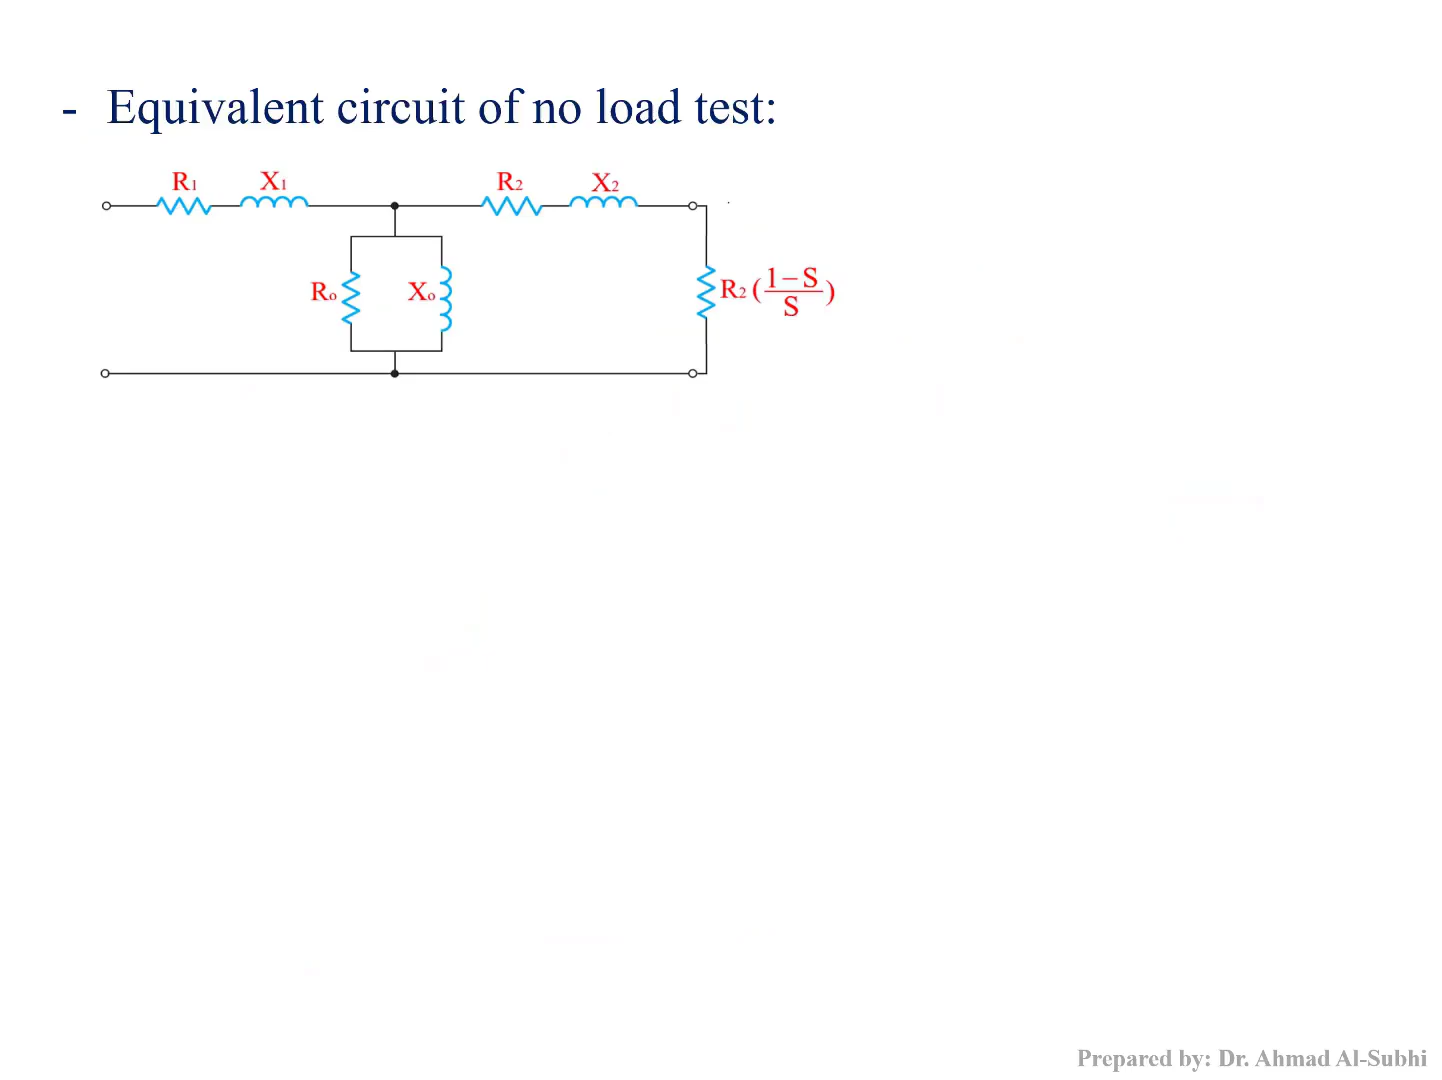 - Equivalent circuit of no load test:
R1 X1 R2 X2
Ro Xo R2 (1-S/S)
Prepared by: Dr. Ahmad Al-Subhi